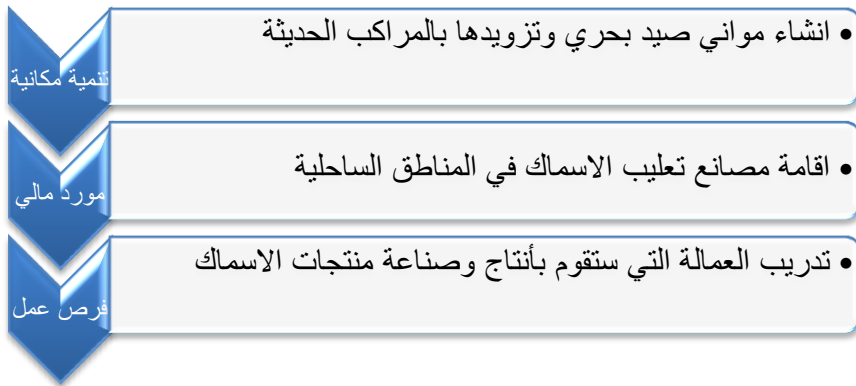 • انشاء مواني صيد بحري وتزويدها بالمراكب الحديثة
تنمية مكانية
• اقامة مصانع تعليب الاسماك في المناطق الساحلية
مورد مالي
• تدريب العمالة التي ستقوم بأنتاج وصناعة منتجات الاسماك
فرص عمل